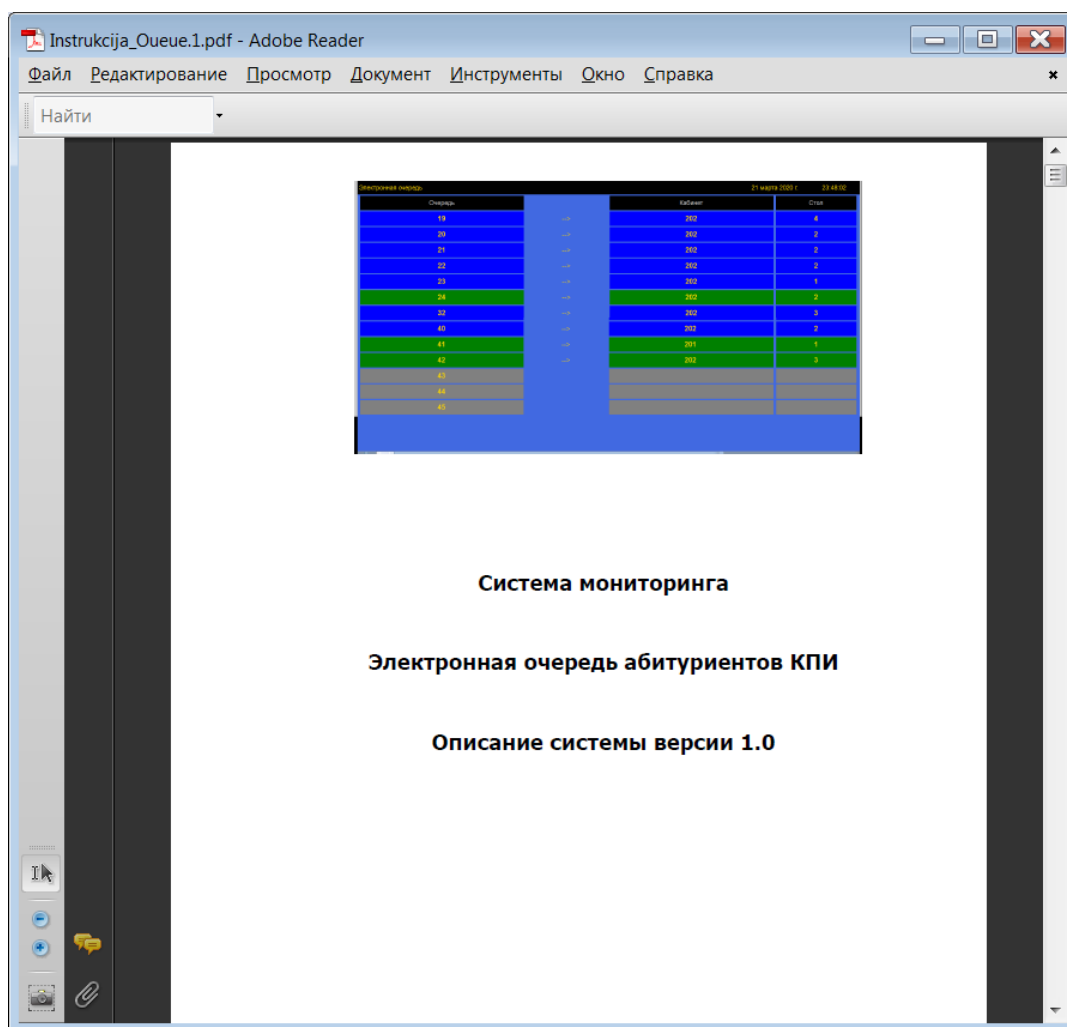 Instrukcija_Oueue.1.pdf - Adobe Reader
Файл Редактирование Просмотр Документ Инструменты Окно Справка
Найти
Электронная очередь 21 марта 2020 г. 23:48:02
Очередь Кабинет Стол
19 --> 202 4
20 --> 202 2
21 --> 202 2
22 --> 202 2
23 --> 202 1
24 --> 202 2
32 --> 202 3
40 --> 202 2
41 --> 201 1
42 --> 202 3
43
44
45
Система мониторинга
Электронная очередь абитуриентов КПИ
Описание системы версии 1.0